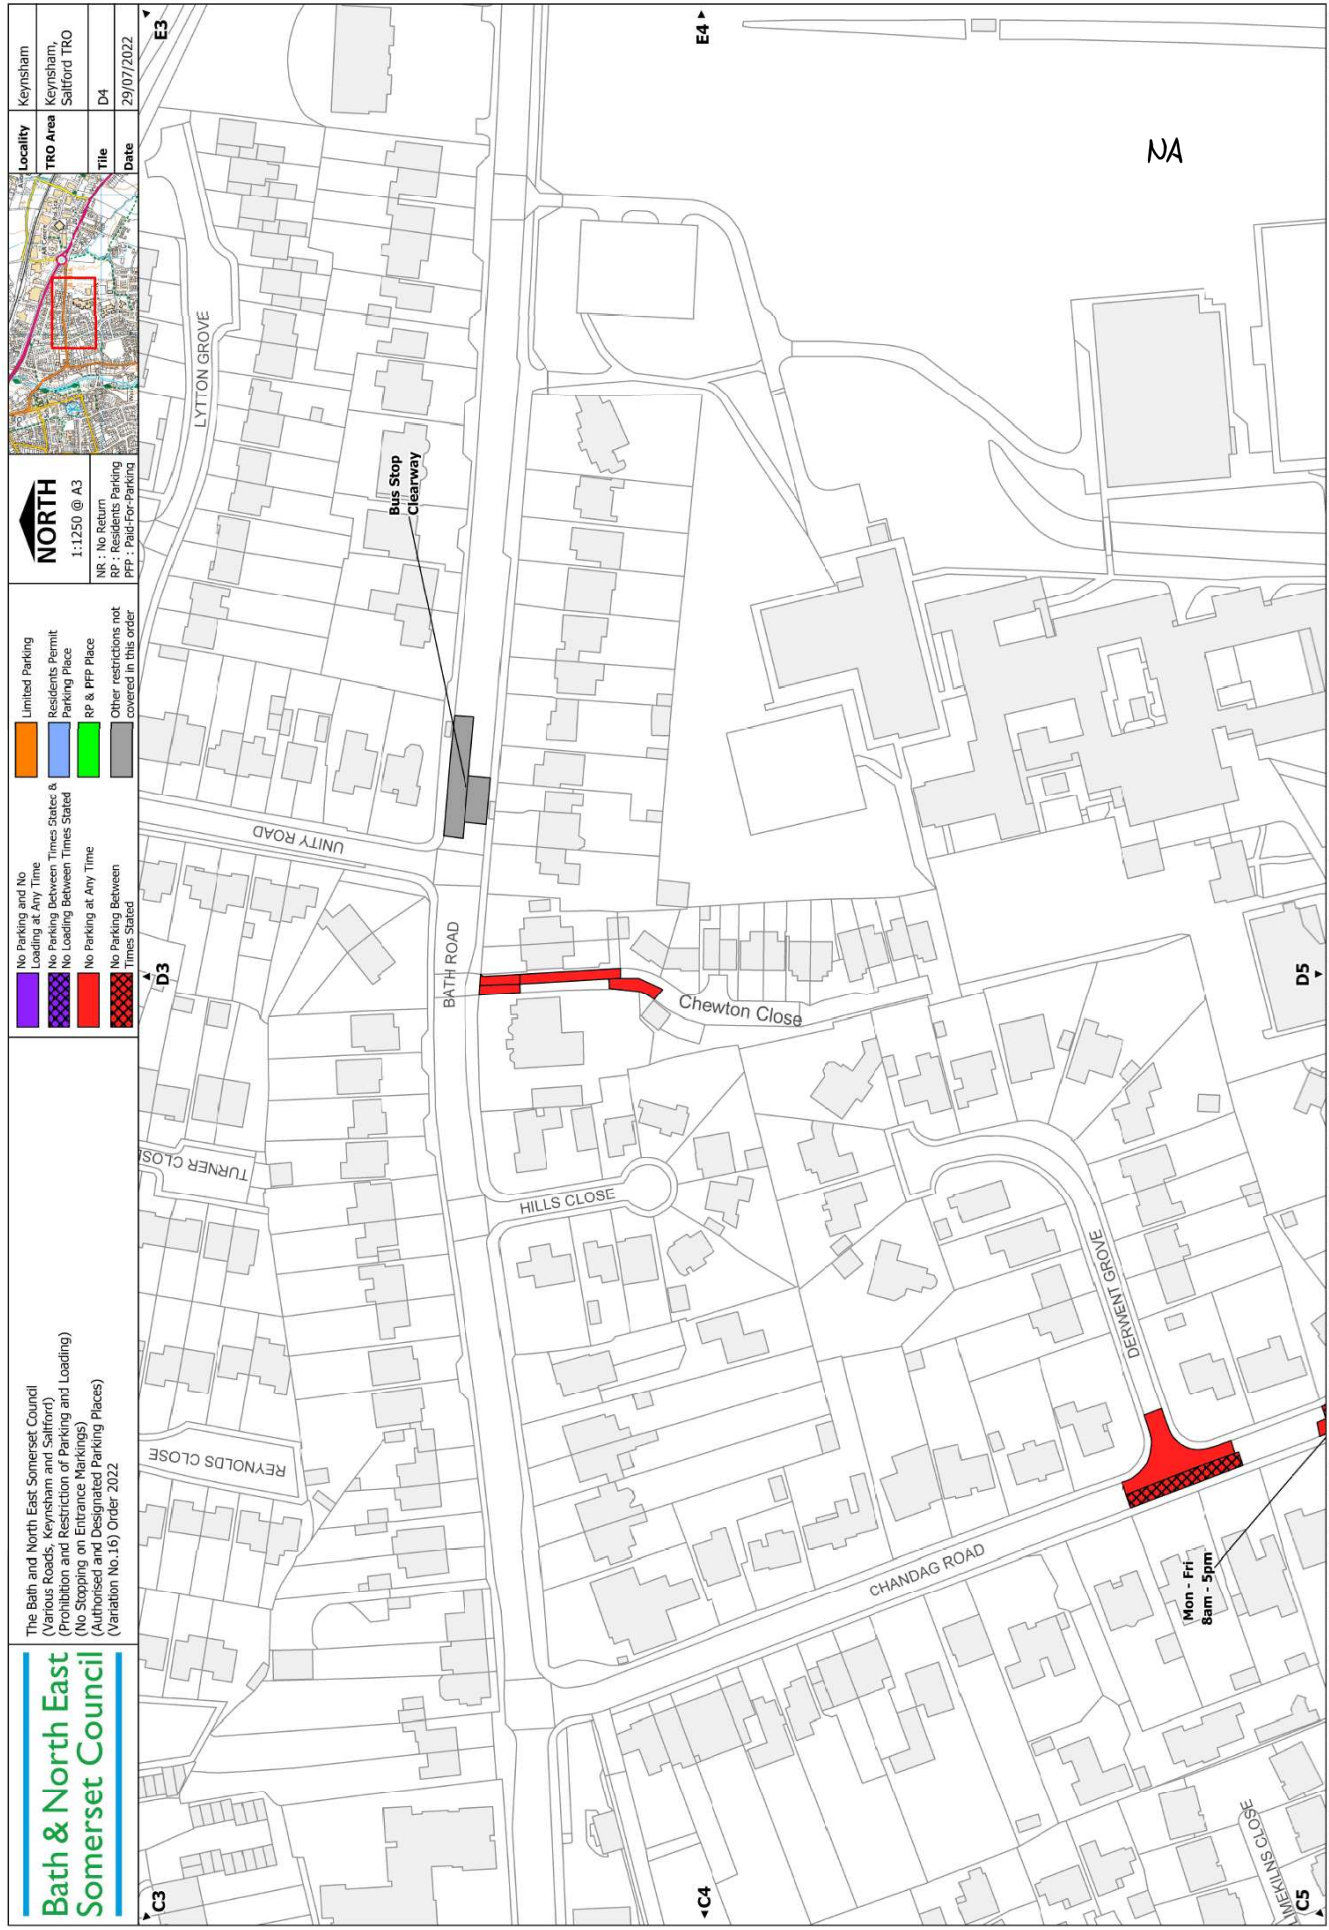 Bath & North East
Somerset Council
The Bath and North East Somerset Council
(Various Roads, Keynsham and Saltford)
(Prohibition and Restriction of Parking and Loading)
(No Stopping on Entrance Markings)
(Authorised and Designated Parking Places)
(Variation No.16) Order 2022
No Parking and No
Loading at Any Time
No Parking Between Times Stated &
No Loading Between Times Stated
No Parking at Any Time
No Parking Between
Times Stated
Limited Parking
Residents Permit
Parking Place
RP & PFP Place
Other restrictions not
covered in this order
NORTH
1:1250 @ A3
NR : No Return
RP : Residents Parking
PFP : Paid-For-Parking
Locality Keynsham
TRO Area Keynsham,
Saltford TRO
Tile D4
Date 29/07/2022
C3
D3
E3
REYNOLDS CLOSE
TURNER CLOSE
UNITY ROAD
LYTTON GROVE
Bus Stop
Clearway
BATH ROAD
HILLS CLOSE
Chewton Close
C4
E4
CHANDAG ROAD
DERWENT GROVE
NA
Mon - Fri
8am - 5pm
LIMEKILNS CLOSE
C5
D5